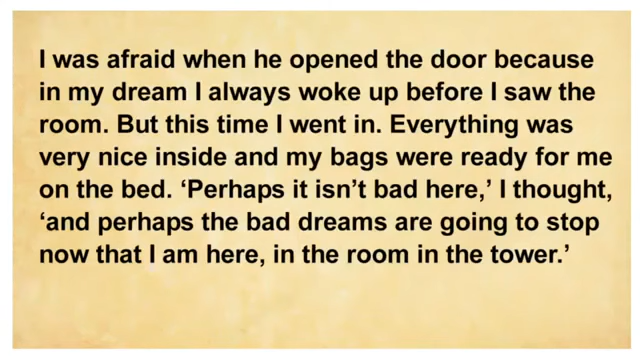 I was afraid when he opened the door because
in my dream I always woke up before I saw the
room. But this time I went in. Everything was
very nice inside and my bags were ready for me
on the bed. ‘Perhaps it isn’t bad here,’ I thought,
‘and perhaps the bad dreams are going to stop
now that I am here, in the room in the tower.’